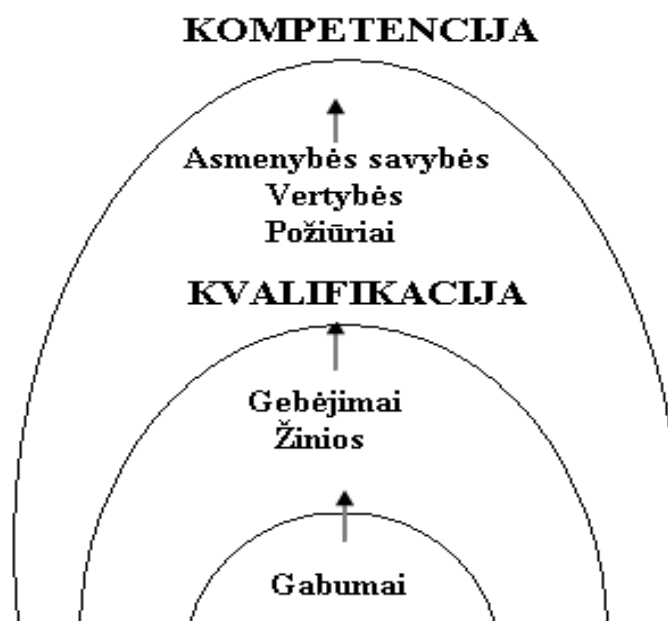 KOMPETENCIJA
Asmenybės savybės
Vertybės
Požiūriai
KVALIFIKACIJA
Gebėjimai
Žinios
Gabumai